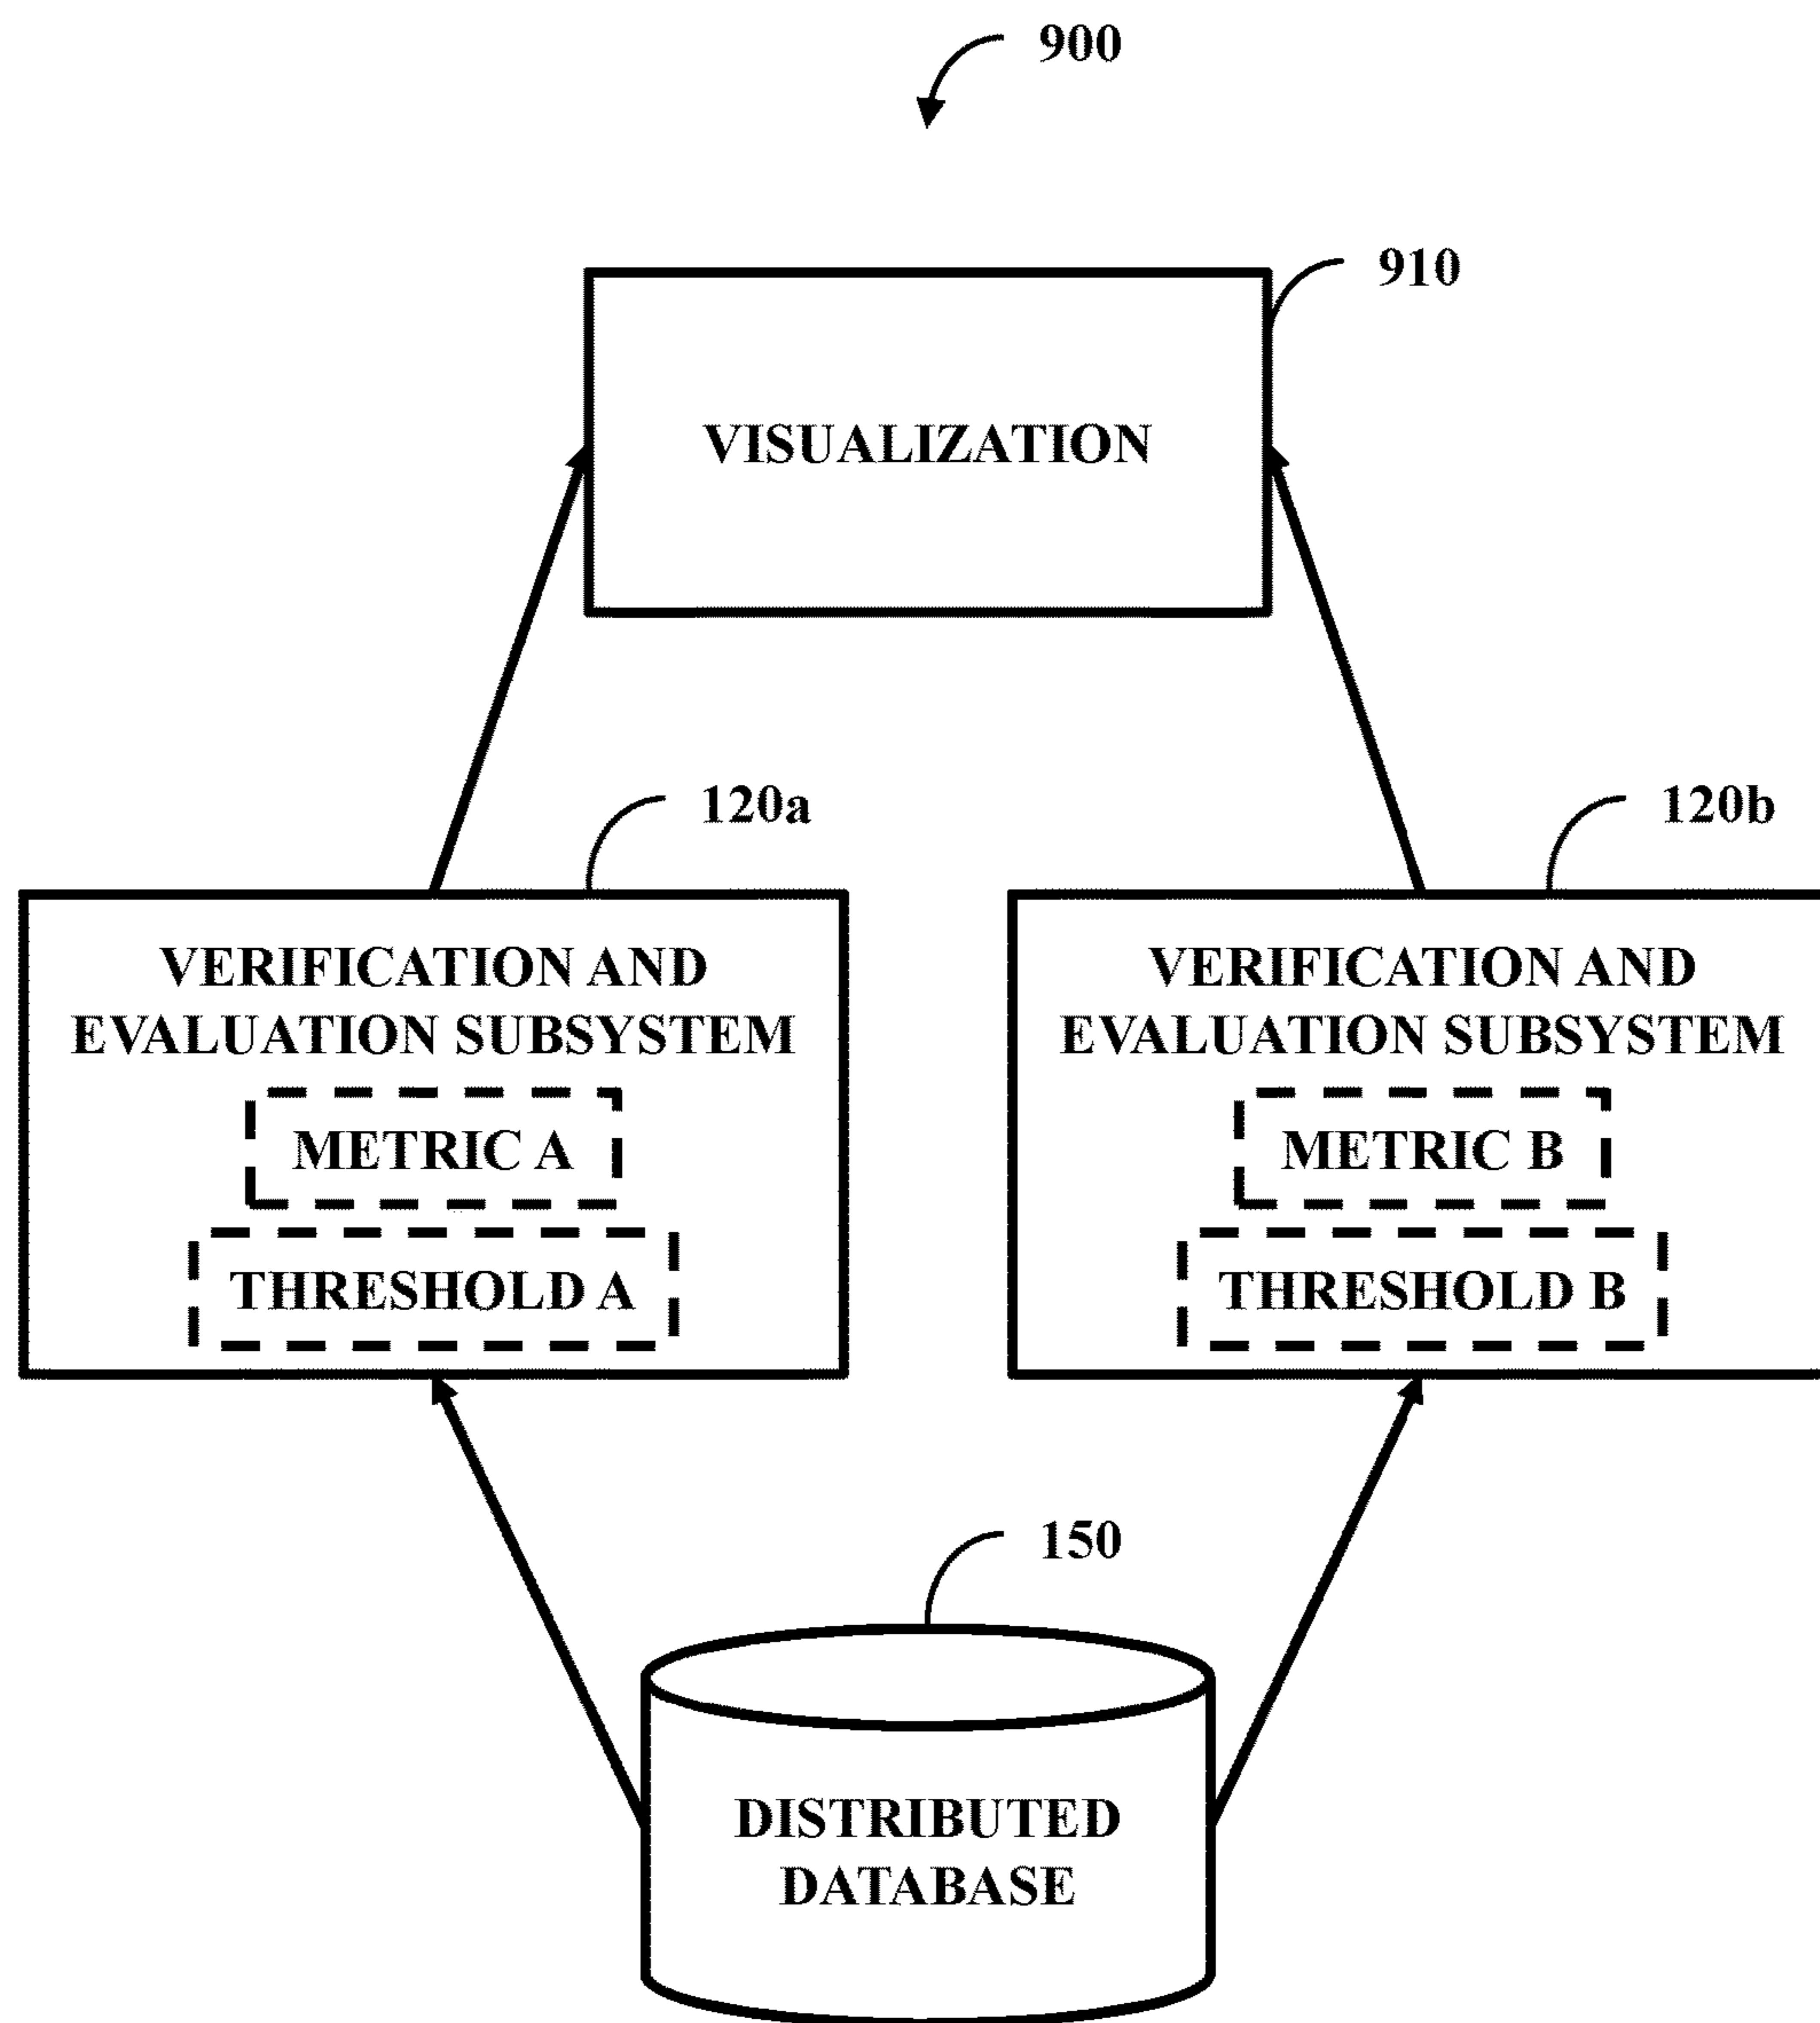 900
910
VISUALIZATION
120a
120b
VERIFICATION AND
EVALUATION SUBSYSTEM
METRIC A
THRESHOLD A
VERIFICATION AND
EVALUATION SUBSYSTEM
METRIC B
THRESHOLD B
150
DISTRIBUTED
DATABASE